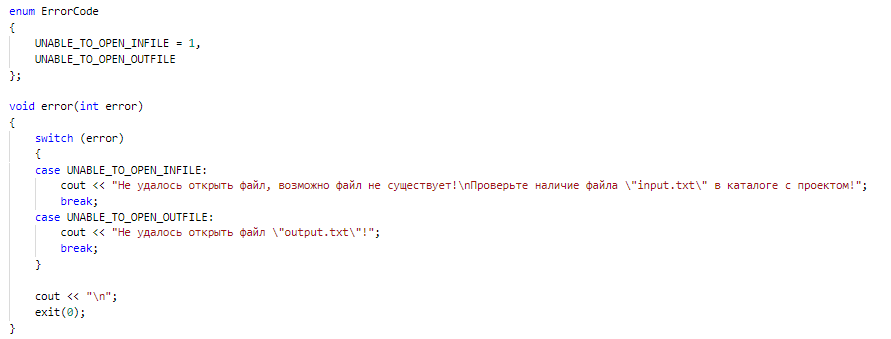 enum ErrorCode
{
    UNABLE_TO_OPEN_INFILE = 1,
    UNABLE_TO_OPEN_OUTFILE
};

void error(int error)
{
    switch (error)
    {
    case UNABLE_TO_OPEN_INFILE:
        cout << "Не удалось открыть файл, возможно файл не существует!\nПроверьте наличие файла \"input.txt\" в каталоге с проектом!";
        break;
    case UNABLE_TO_OPEN_OUTFILE:
        cout << "Не удалось открыть файл \"output.txt\"!";
        break;
    }

    cout << "\n";
    exit(0);
}